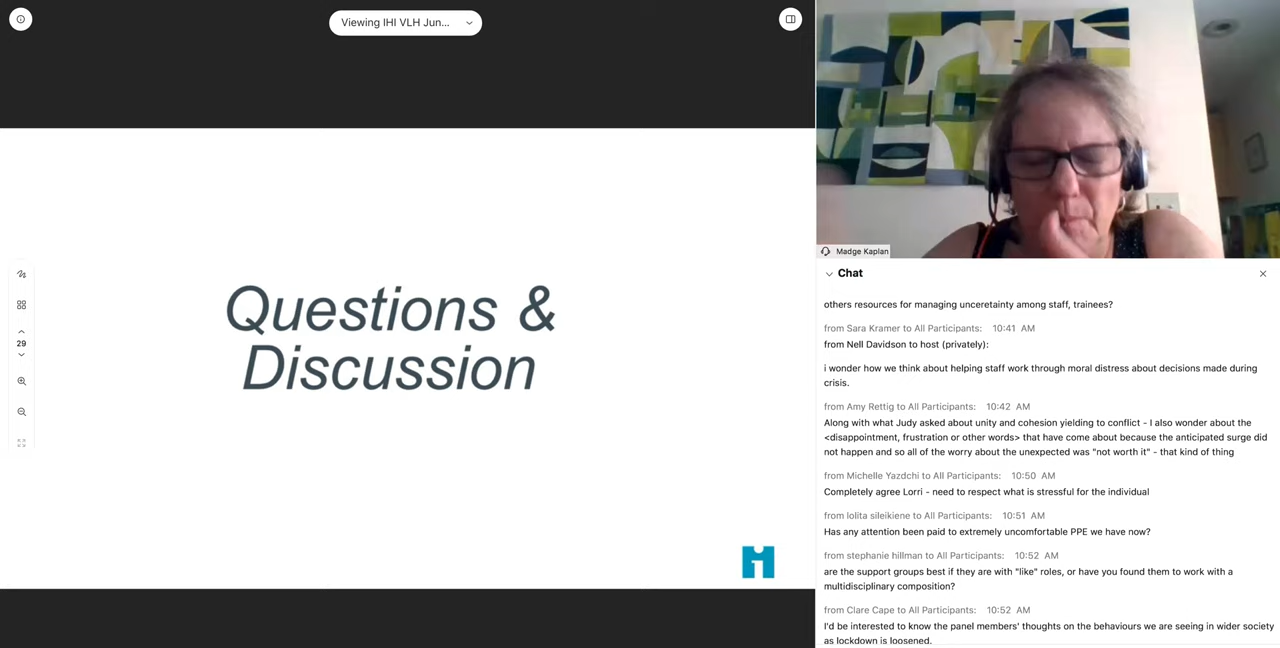 Viewing IHI VLH Jun...
29
Questions &
Discussion
Madge Kaplan
Chat
others resources for managing unceretainty among staff, trainees?
from Sara Kramer to All Participants: 10:41 AM
from Nell Davidson to host (privately):
i wonder how we think about helping staff work through moral distress about decisions made during
crisis.
from Amy Rettig to All Participants: 10:42 AM
Along with what Judy asked about unity and cohesion yielding to conflict - I also wonder about the
<disappointment, frustration or other words> that have come about because the anticipated surge did
not happen and so all of the worry about the unexpected was "not worth it" - that kind of thing
from Michelle Yazdchi to All Participants: 10:50 AM
Completely agree Lorri - need to respect what is stressful for the individual
from lolita sileikiene to All Participants: 10:51 AM
Has any attention been paid to extremely uncomfortable PPE we have now?
from stephanie hillman to All Participants: 10:52 AM
are the support groups best if they are with "like" roles, or have you found them to work with a
multidisciplinary composition?
from Clare Cape to All Participants: 10:52 AM
I'd be interested to know the panel members' thoughts on the behaviours we are seeing in wider society
as lockdown is loosened.